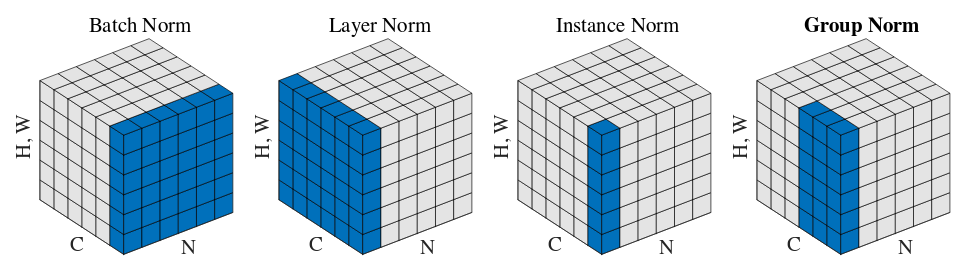 Batch Norm
Layer Norm
Instance Norm
Group Norm
H, W
C
N
H, W
C
N
H, W
C
N
H, W
C
N